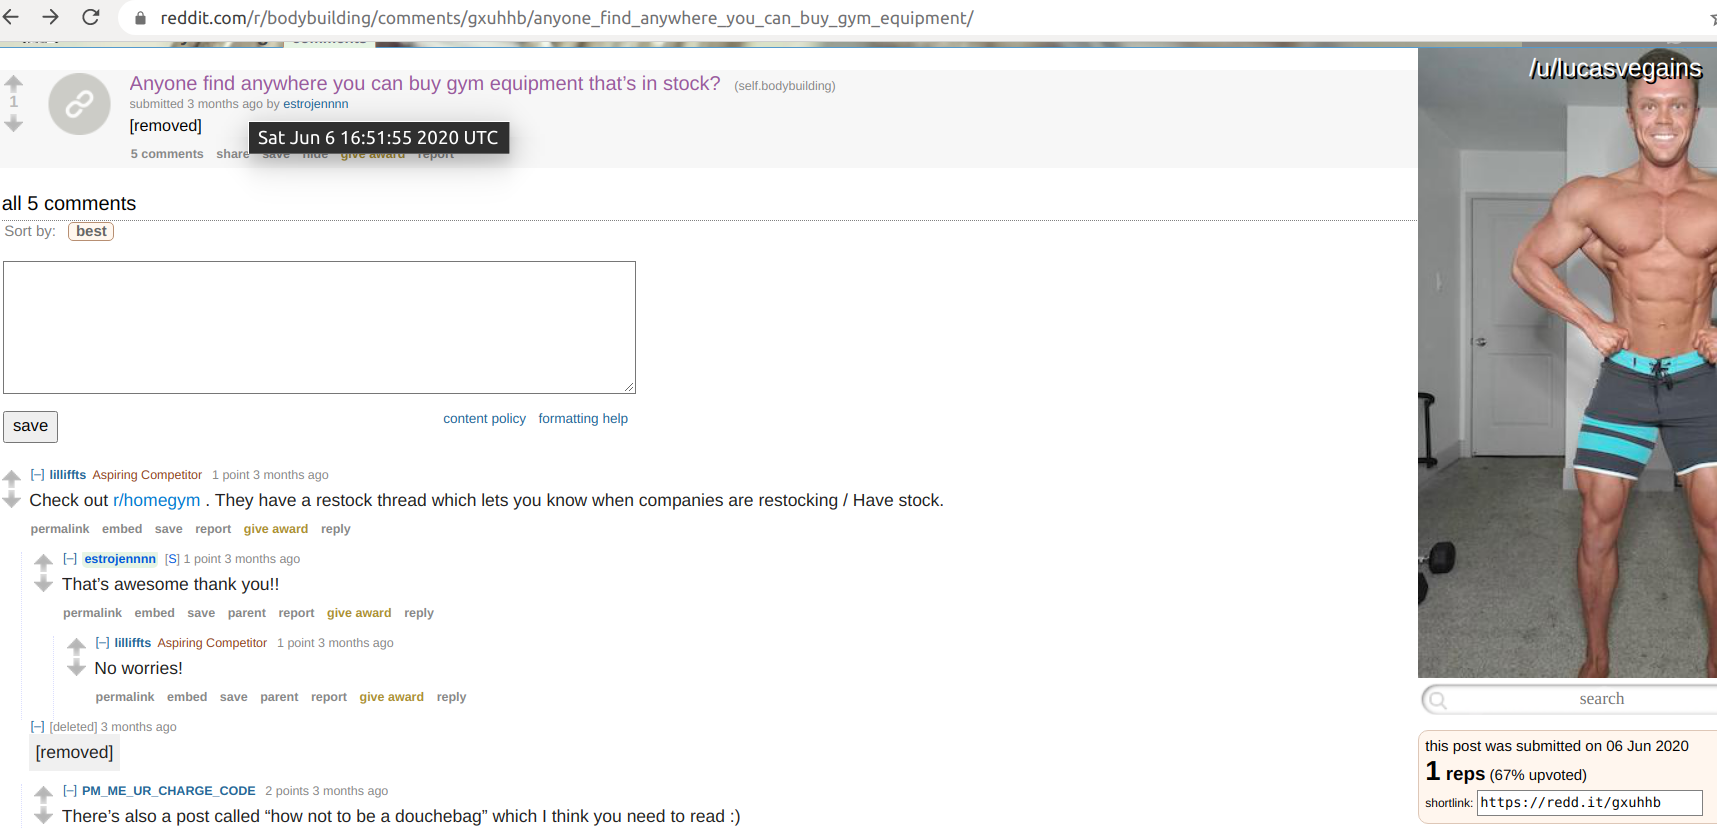 reddit.com/r/bodybuilding/comments/gxuhhb/anyone_find_anywhere_you_can_buy_gym_equipment/
/u/lucasvegains
Anyone find anywhere you can buy gym equipment that's in stock? (self.bodybuilding)
1
submitted 3 months ago by estrojennnn
[removed]
Sat Jun 6 16:51:55 2020 UTC
5 comments share save hide give award report
all 5 comments
Sort by: best
save
content policy formatting help
[–] lilliffts Aspiring Competitor 1 point 3 months ago
Check out r/homegym . They have a restock thread which lets you know when companies are restocking / Have stock.
permalink embed save report give award reply
[–] estrojennnn [S] 1 point 3 months ago
That's awesome thank you!!
permalink embed save parent report give award reply
[–] lilliffts Aspiring Competitor 1 point 3 months ago
No worries!
permalink embed save parent report give award reply
[–] [deleted] 3 months ago
[removed]
[–] PM_ME_UR_CHARGE_CODE 2 points 3 months ago
There's also a post called “how not to be a douchebag” which I think you need to read :)
search
this post was submitted on 06 Jun 2020
1 reps (67% upvoted)
shortlink: https://redd.it/gxuhhb